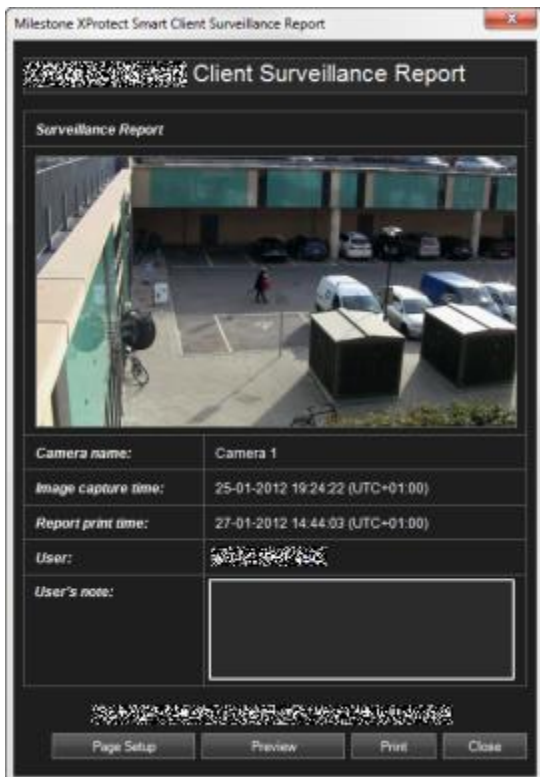 Milestone XProtect Smart Client Surveillance Report
Client Surveillance Report
Surveillance Report
Camera name: Camera 1
Image capture time: 25-01-2012 19:24:22 (UTC+01:00)
Report print time: 27-01-2012 14:44:03 (UTC+01:00)
User:
User's note:
Page Setup Preview Print Close